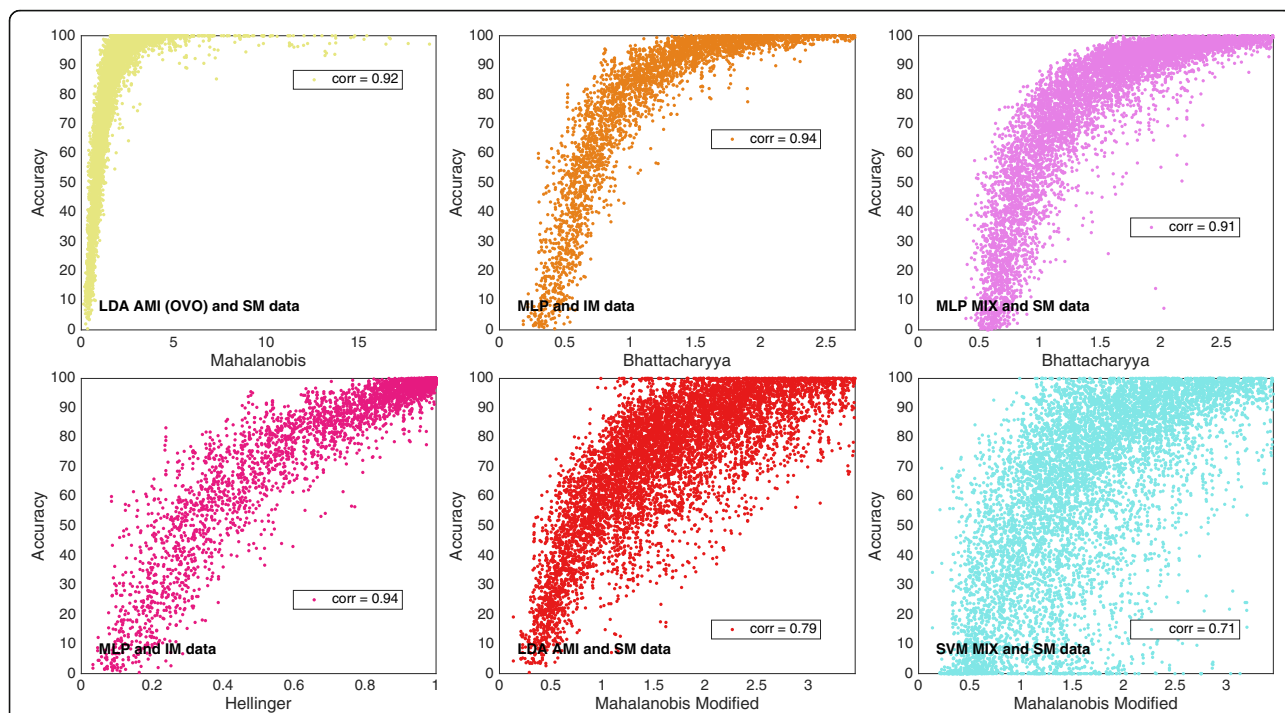 100
90
80
70
60
50
40
30
20
10
0
Accuracy
corr = 0.92
LDA AMI (OVO) and SM data
0 5 10 15
Mahalanobis
100
90
80
70
60
50
40
30
20
10
0
Accuracy
corr = 0.94
MLP and IM data
0 0.5 1 1.5 2 2.5
Bhattacharyya
100
90
80
70
60
50
40
30
20
10
0
Accuracy
corr = 0.91
MLP MIX and SM data
0 0.5 1 1.5 2 2.5
Bhattacharyya
100
90
80
70
60
50
40
30
20
10
0
Accuracy
corr = 0.94
MLP and IM data
0 0.2 0.4 0.6 0.8 1
Hellinger
100
90
80
70
60
50
40
30
20
10
0
Accuracy
corr = 0.79
LDA AMI and SM data
0 0.5 1 1.5 2 2.5 3
Mahalanobis Modified
100
90
80
70
60
50
40
30
20
10
0
Accuracy
corr = 0.71
SVM MIX and SM data
0 0.5 1 1.5 2 2.5 3
Mahalanobis Modified